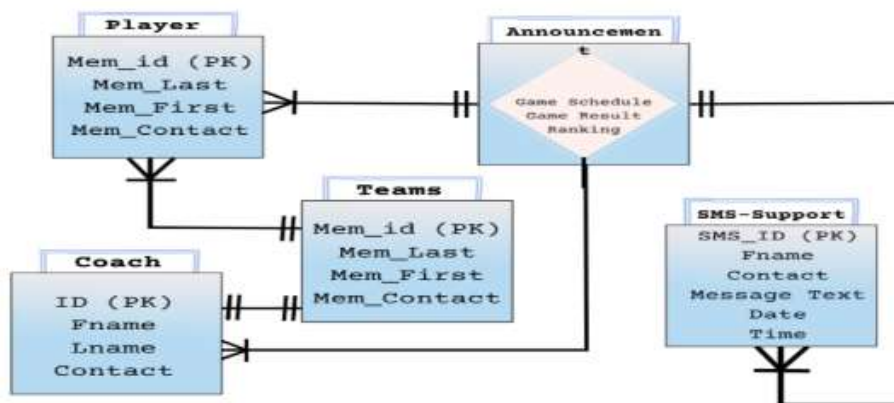 Player
Mem_id (PK)
Mem_Last
Mem_First
Mem_Contact
Announcemen
t
Game Schedule
Game Result
Ranking
Teams
Mem_id (PK)
Mem_Last
Mem_First
Mem_Contact
Coach
ID (PK)
Fname
Lname
Contact
SMS-Support
SMS_ID (PK)
Fname
Contact
Message Text
Date
Time